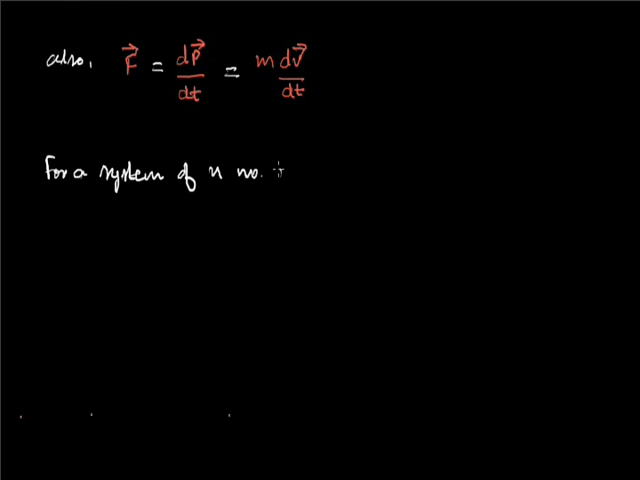 also, F⃗ = dP⃗/dt = m dV⃗/dt
For a system of n no.